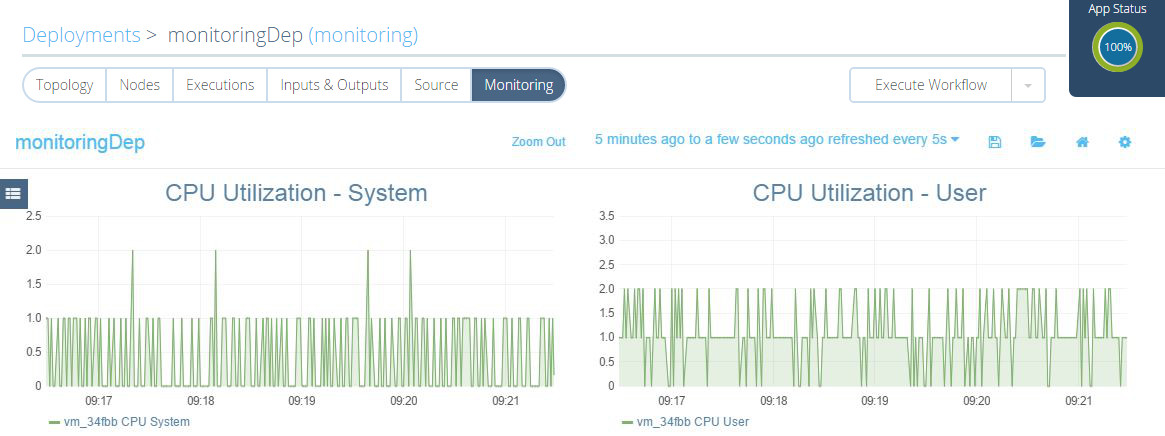 App Status
100%
Deployments > monitoringDep (monitoring)
Topology Nodes Executions Inputs & Outputs Source Monitoring Execute Workflow
monitoringDep Zoom Out 5 minutes ago to a few seconds ago refreshed every 5s
CPU Utilization - System
2.5
2.0
1.5
1.0
0.5
0
09:17 09:18 09:19 09:20 09:21
vm_34fbb CPU System
CPU Utilization - User
3.5
3.0
2.5
2.0
1.5
1.0
0.5
0
09:17 09:18 09:19 09:20 09:21
vm_34fbb CPU User